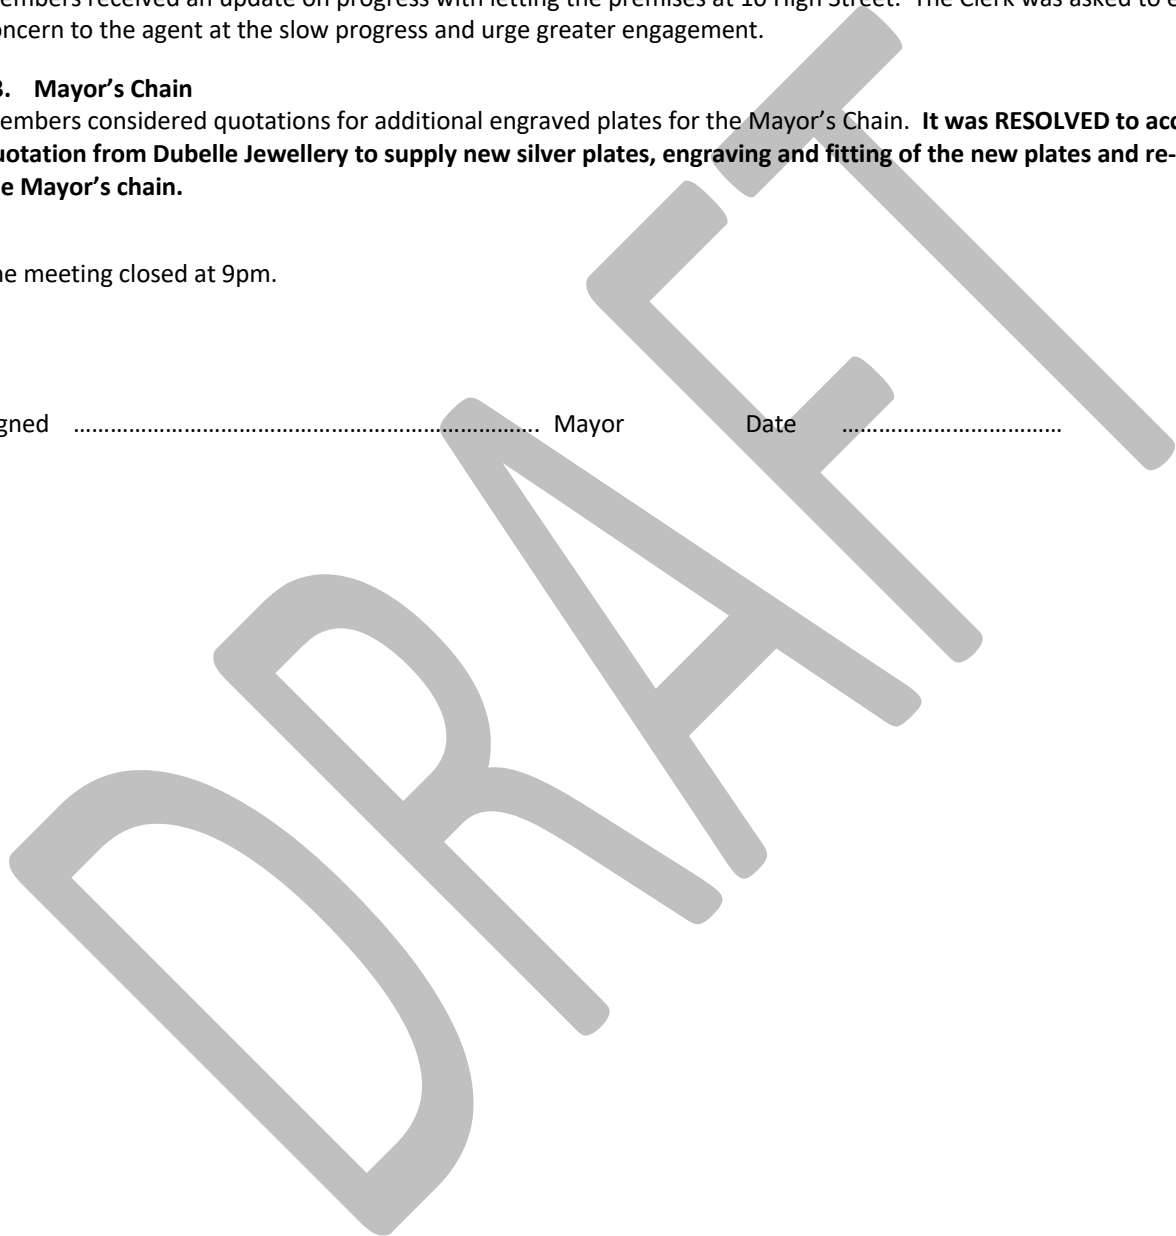 embers received an update on progress with letting the premises at 10 High Street. The Clerk was asked to e
oncern to the agent at the slow progress and urge greater engagement.
3. Mayor's Chain
embers considered quotations for additional engraved plates for the Mayor's Chain. It was RESOLVED to acc
uotation from Dubelle Jewellery to supply new silver plates, engraving and fitting of the new plates and re-
e Mayor's chain.
he meeting closed at 9pm.
gned ………………………………………………………………….. Mayor Date ………………………………
DRAFT